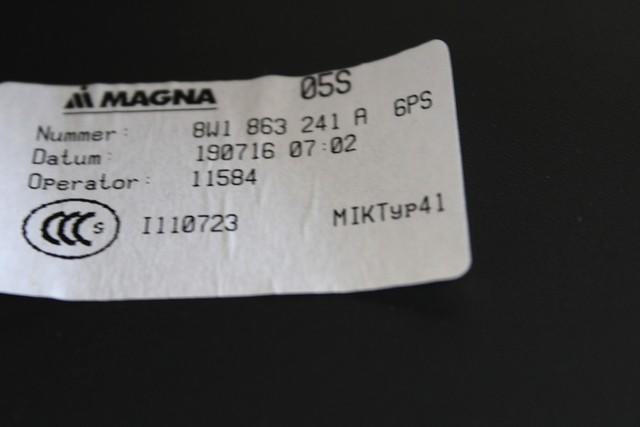 MAGNA 05S
Nummer: 8W1 863 241 A 6PS
Datum: 190716 07:02
Operator: 11584
CCC S I110723 MIKTyp41